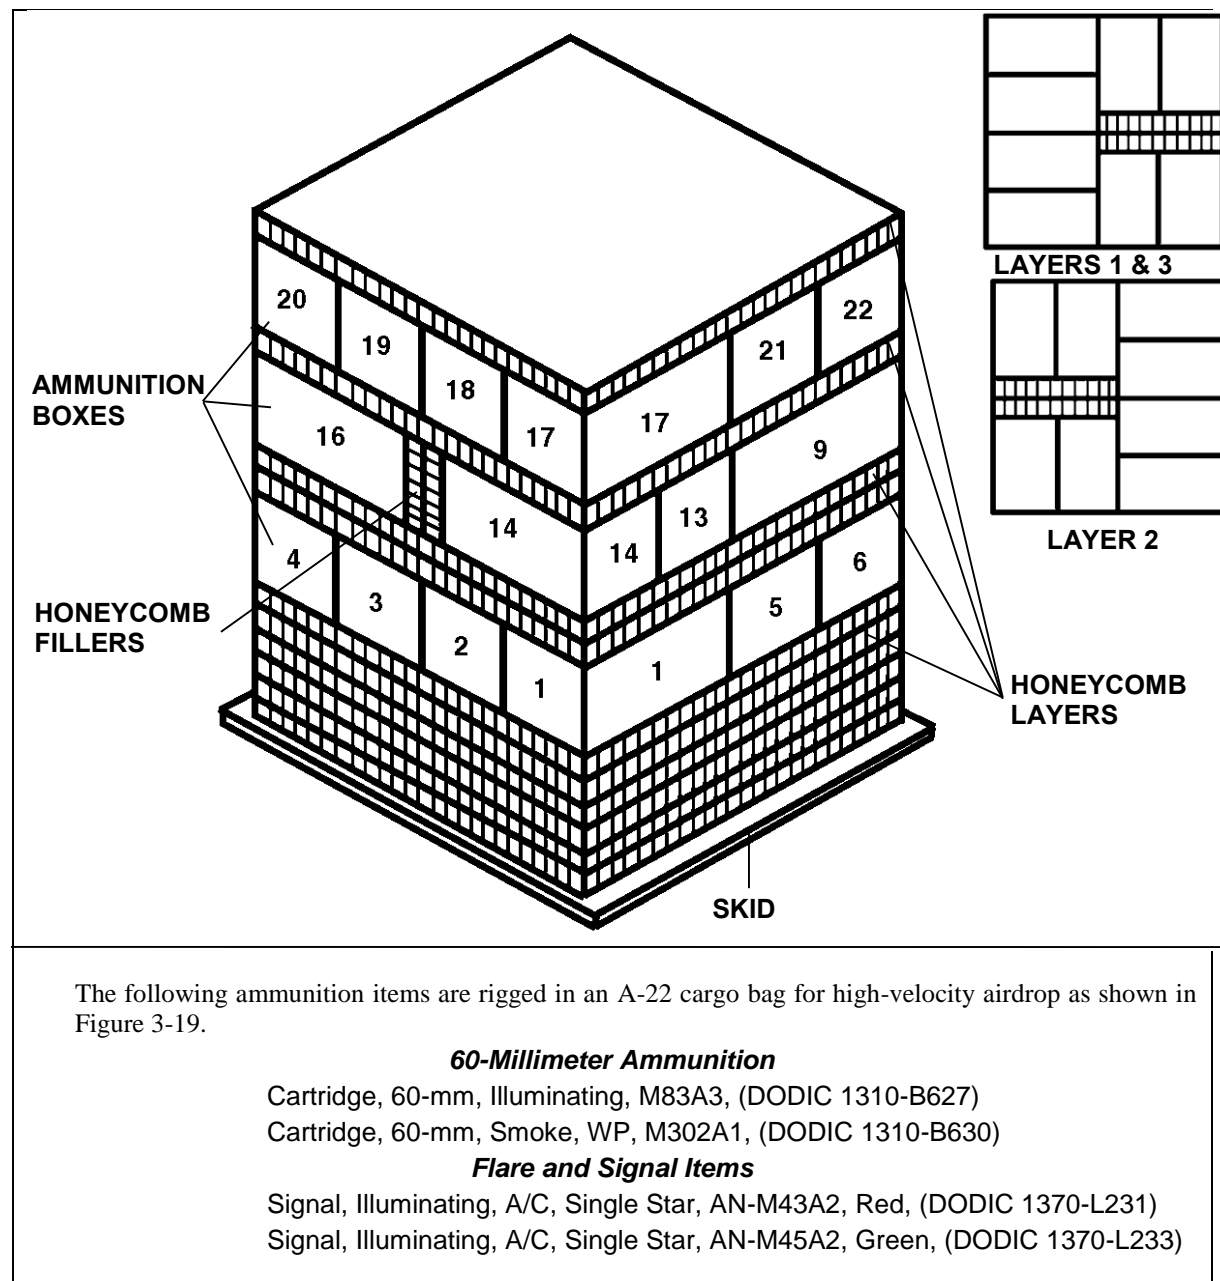 LAYERS 1 & 3
20
19
18
17
17
21
22
AMMUNITION
BOXES
16
14
14
13
9
LAYER 2
4
3
2
1
1
5
6
HONEYCOMB
FILLERS
HONEYCOMB
LAYERS
SKID
The following ammunition items are rigged in an A-22 cargo bag for high-velocity airdrop as shown in
Figure 3-19.
60-Millimeter Ammunition
Cartridge, 60-mm, Illuminating, M83A3, (DODIC 1310-B627)
Cartridge, 60-mm, Smoke, WP, M302A1, (DODIC 1310-B630)
Flare and Signal Items
Signal, Illuminating, A/C, Single Star, AN-M43A2, Red, (DODIC 1370-L231)
Signal, Illuminating, A/C, Single Star, AN-M45A2, Green, (DODIC 1370-L233)